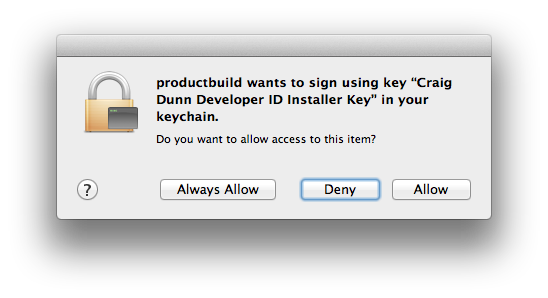 productbuild wants to sign using key “Craig
Dunn Developer ID Installer Key” in your
keychain.
Do you want to allow access to this item?
?
Always Allow
Deny
Allow